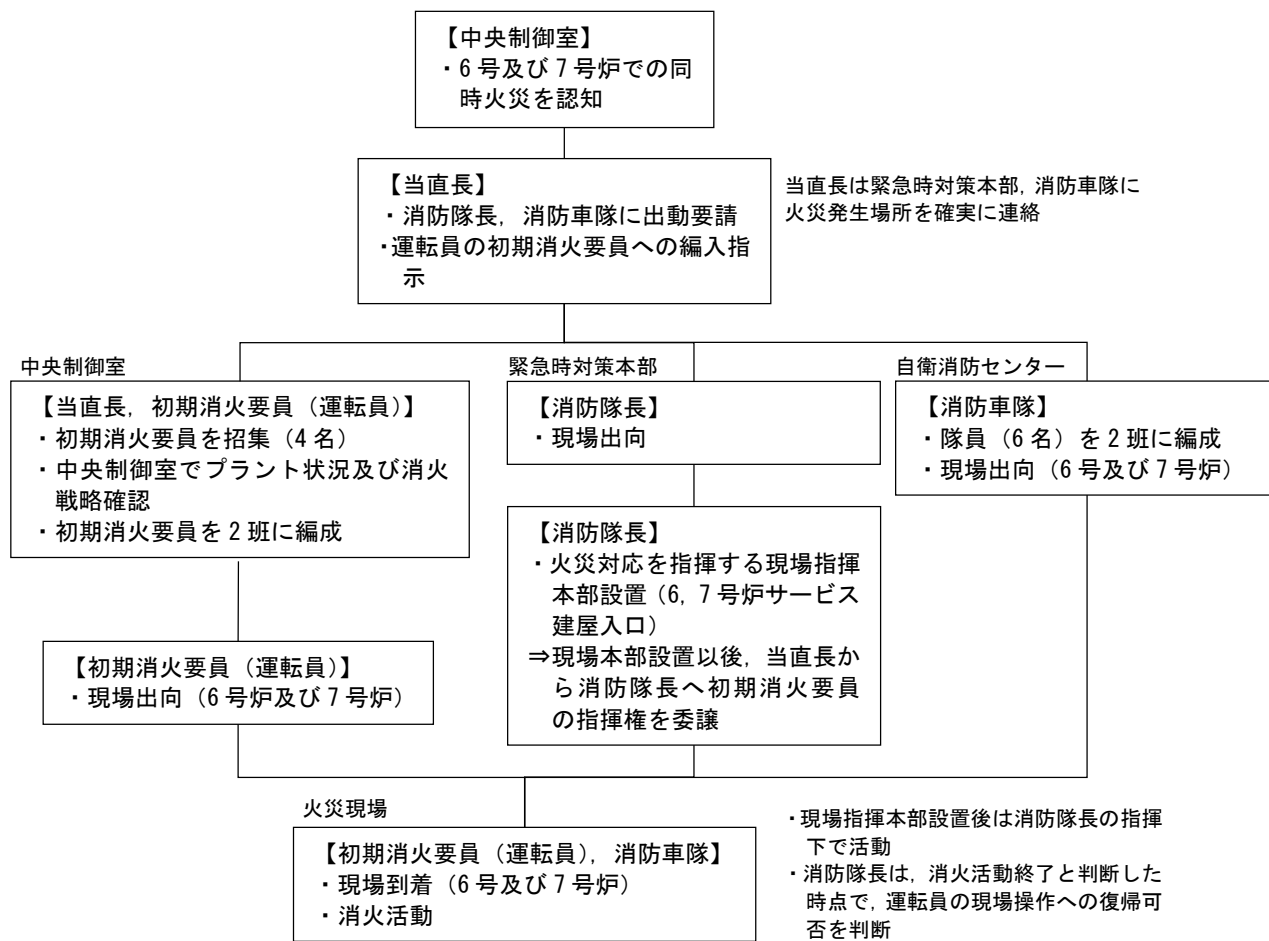 【中央制御室】
・6号及び7号炉での同
時火災を認知
【当直長】
・消防隊長，消防車隊に出動要請
・運転員の初期消火要員への編入指
示
当直長は緊急時対策本部，消防車隊に
火災発生場所を確実に連絡
中央制御室
【当直長，初期消火要員（運転員）】
・初期消火要員を招集（4名）
・中央制御室でプラント状況及び消火
戦略確認
・初期消火要員を2班に編成
緊急時対策本部
【消防隊長】
・現場出向
自衛消防センター
【消防車隊】
・隊員（6名）を2班に編成
・現場出向（6号及び7号炉）
【消防隊長】
・火災対応を指揮する現場指揮
本部設置（6，7号炉サービス
建屋入口）
⇒現場本部設置以後，当直長か
ら消防隊長へ初期消火要員
の指揮権を委譲
【初期消火要員（運転員）】
・現場出向（6号炉及び7号炉）
火災現場
【初期消火要員（運転員），消防車隊】
・現場到着（6号及び7号炉）
・消火活動
・現場指揮本部設置後は消防隊長の指揮
下で活動
・消防隊長は，消火活動終了と判断した
時点で，運転員の現場操作への復帰可
否を判断